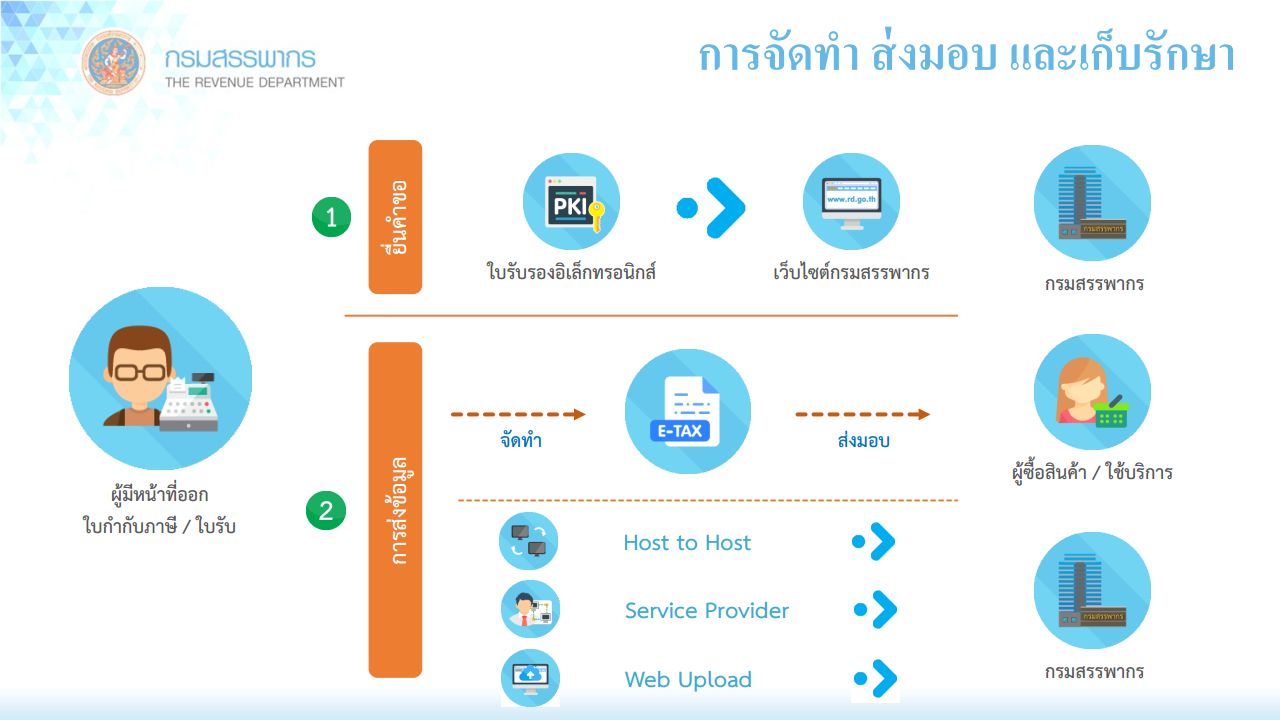 กรมสรรพากร
THE REVENUE DEPARTMENT
การจัดทำ ส่งมอบ และเก็บรักษา
1
ยื่นคำขอ
PKI
ใบรับรองอิเล็กทรอนิกส์
www.rd.go.th
เว็บไซต์กรมสรรพากร
กรมสรรพากร
กรมสรรพากร
ผู้มีหน้าที่ออก
ใบกำกับภาษี / ใบรับ
2
การส่งข้อมูล
จัดทำ
E-TAX
ส่งมอบ
ผู้ซื้อสินค้า / ใช้บริการ
Host to Host
Service Provider
Web Upload
กรมสรรพากร
กรมสรรพากร